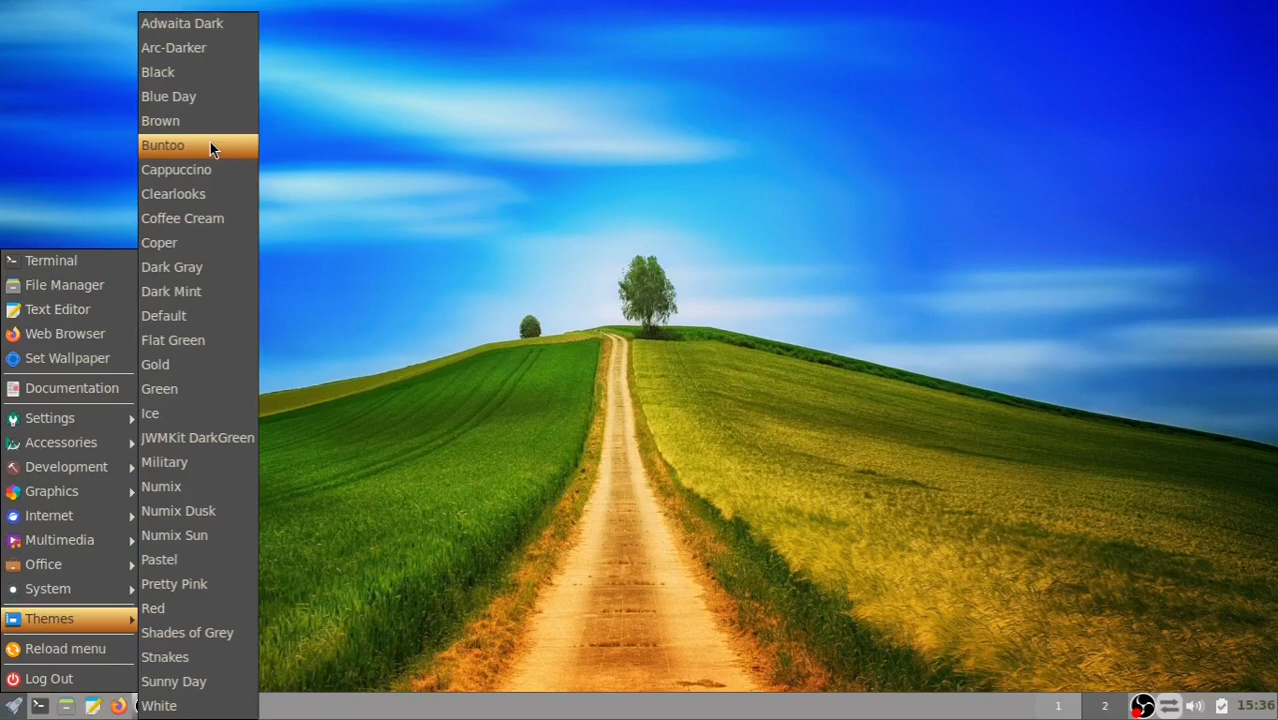 Adwaita Dark
Arc-Darker
Black
Blue Day
Brown
Buntoo
Cappuccino
Clearlooks
Coffee Cream
Coper
Dark Gray
Dark Mint
Default
Flat Green
Gold
Green
Ice
JWMKit DarkGreen
Military
Numix
Numix Dusk
Numix Sun
Pastel
Pretty Pink
Red
Shades of Grey
Stnakes
Sunny Day
White
Terminal
File Manager
Text Editor
Web Browser
Set Wallpaper
Documentation
Settings
Accessories
Development
Graphics
Internet
Multimedia
Office
System
Themes
Reload menu
Log Out
1 2 15:36